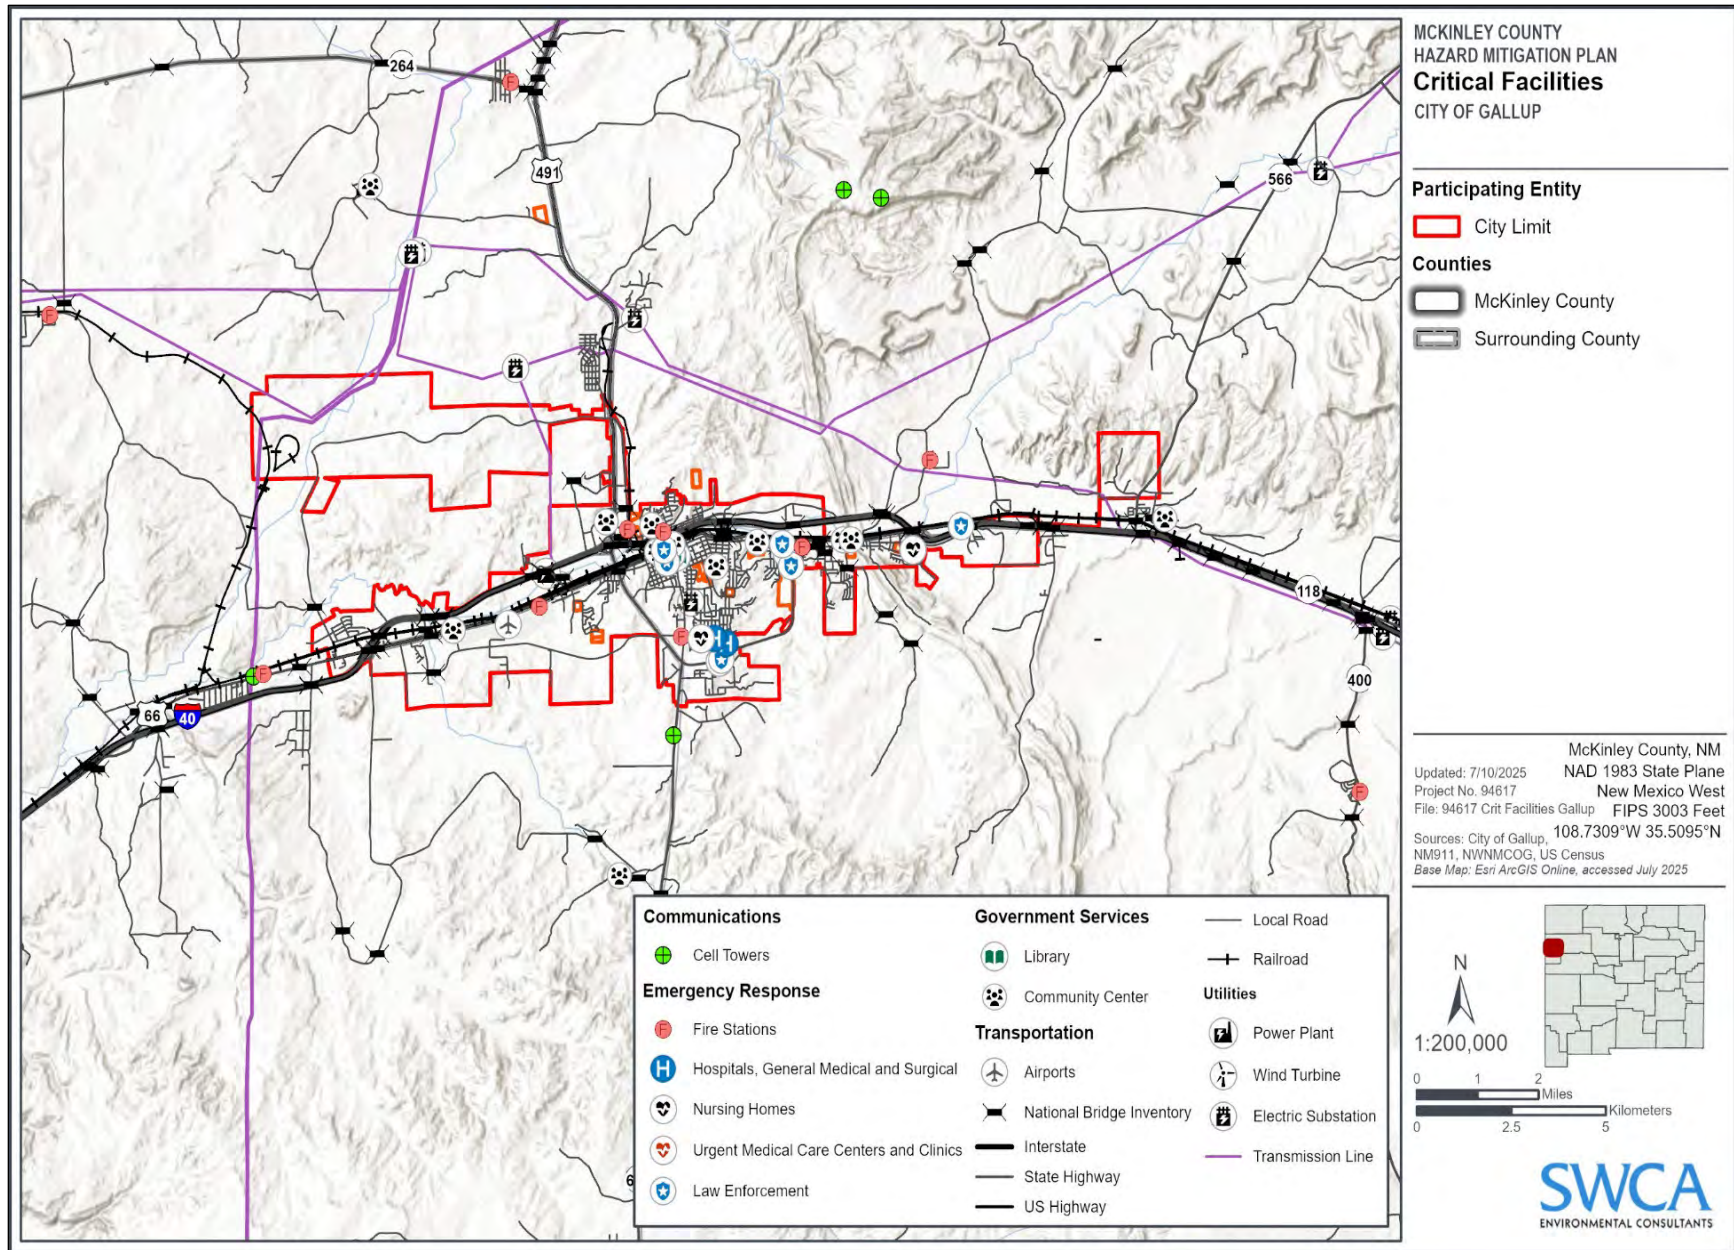 MCKINLEY COUNTY
HAZARD MITIGATION PLAN
Critical Facilities
CITY OF GALLUP
Participating Entity
City Limit
Counties
McKinley County
Surrounding County
264
491
566
118
400
66
40
McKinley County, NM
Updated: 7/10/2025
NAD 1983 State Plane
Project No. 94617
New Mexico West
File: 94617 Crit Facilities Gallup
FIPS 3003 Feet
108.7309°W 35.5095°N
Sources: City of Gallup,
NM911, NWNMCOG, US Census
Base Map: Esri ArcGIS Online, accessed July 2025
N
1:200,000
0 1 2
Miles
Kilometers
0 2.5 5
SWCA
ENVIRONMENTAL CONSULTANTS
Communications
Cell Towers
Emergency Response
F Fire Stations
H Hospitals, General Medical and Surgical
Nursing Homes
Urgent Medical Care Centers and Clinics
Law Enforcement
Government Services
Library
Community Center
Transportation
Airports
National Bridge Inventory
Interstate
State Highway
US Highway
Local Road
Railroad
Utilities
Power Plant
Wind Turbine
Electric Substation
Transmission Line